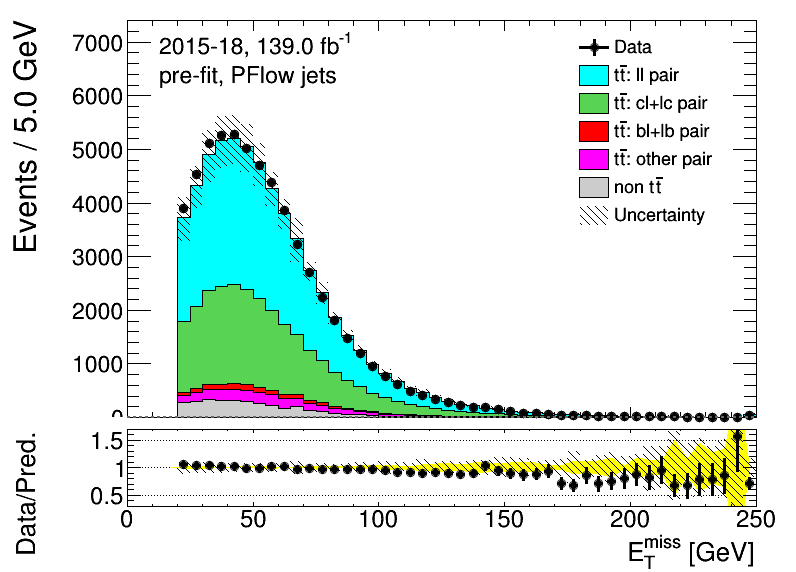 2015-18, 139.0 fb⁻¹
pre-fit, PFlow jets
Data
tt̄: ll pair
tt̄: cl+lc pair
tt̄: bl+lb pair
tt̄: other pair
non tt̄
Uncertainty
Events / 5.0 GeV
7000
6000
5000
4000
3000
2000
1000
0
Data/Pred.
1.5
1
0.5
0 50 100 150 200 250
E_T^miss [GeV]